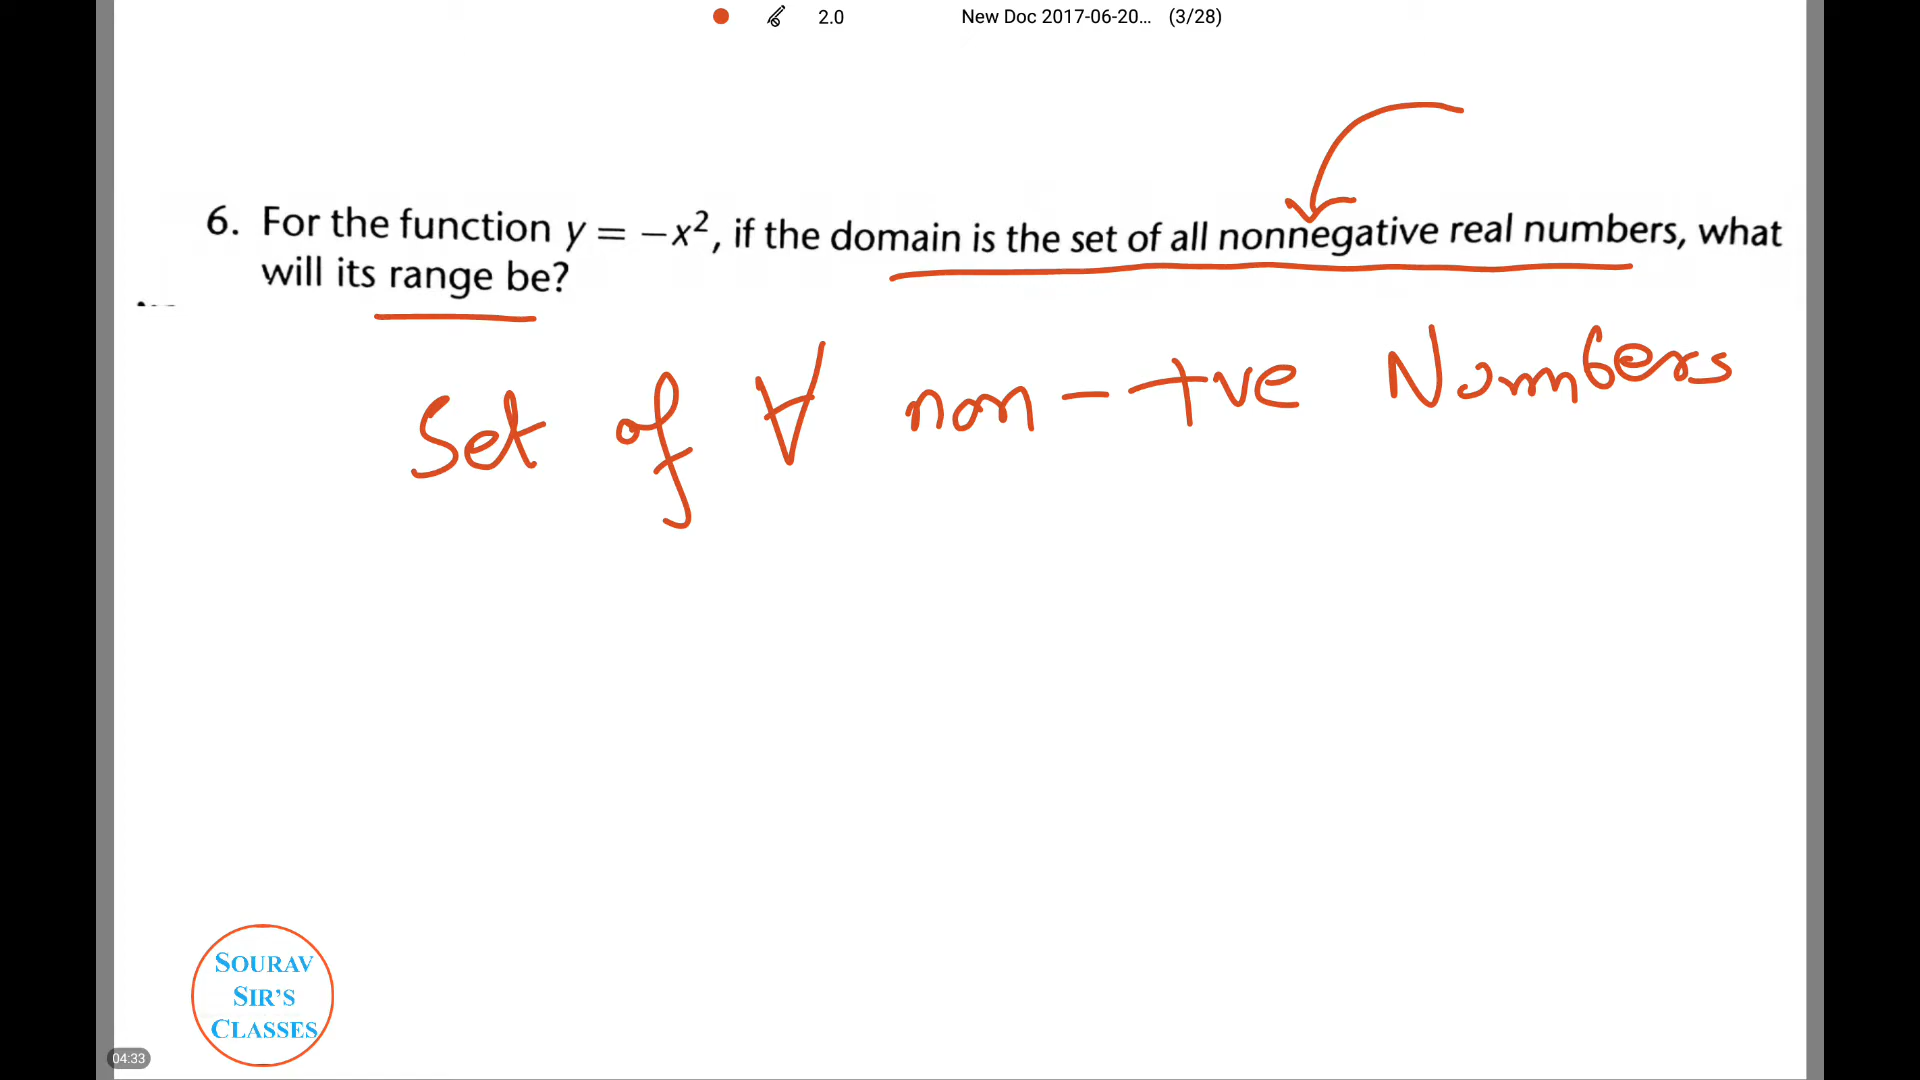 2.0 New Doc 2017-06-20... (3/28)
6. For the function y = −x², if the domain is the set of all nonnegative real numbers, what
will its range be?
Set of ∀ non-+ve Numbers
SOURAV
SIR'S
CLASSES
04:33